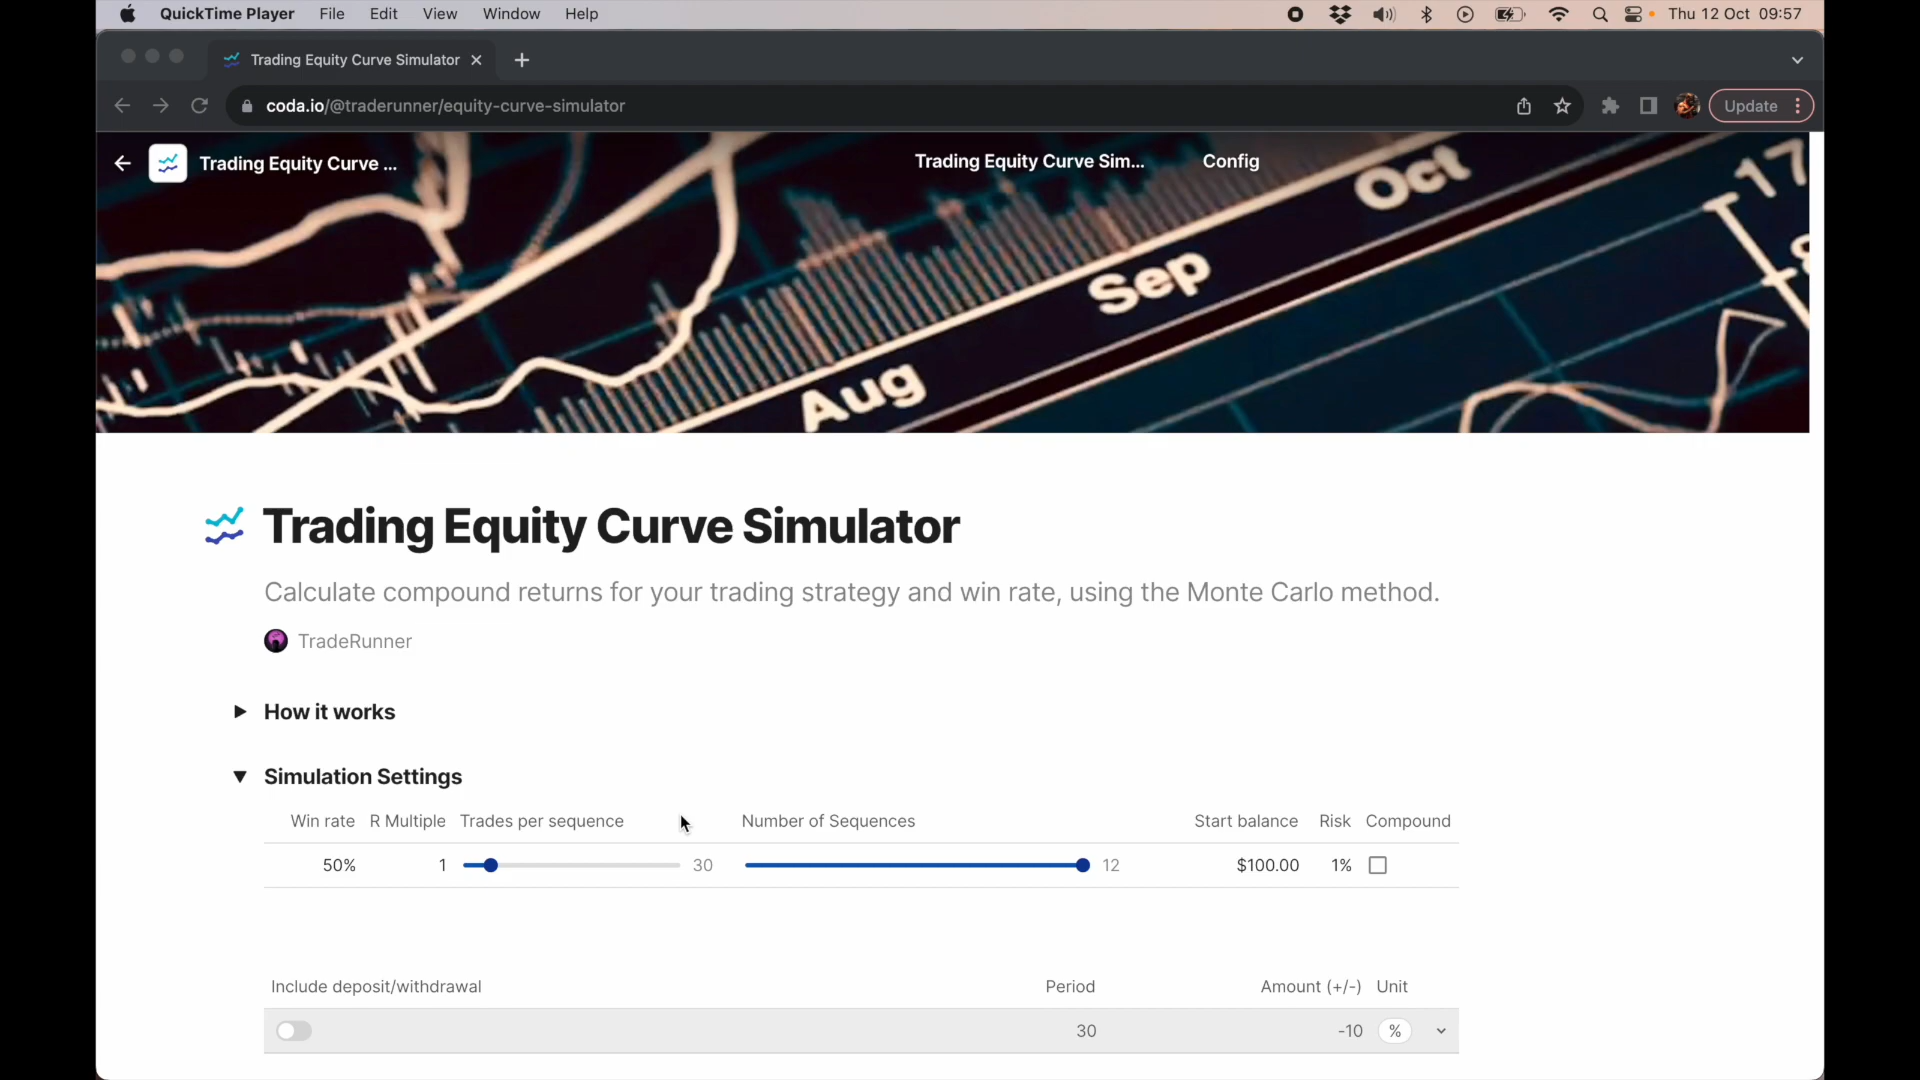 QuickTime Player File Edit View Window Help Thu 12 Oct 09:57
Trading Equity Curve Simulator
coda.io/@traderunner/equity-curve-simulator Update
Trading Equity Curve ... Trading Equity Curve Sim... Config
Oct
17
Sep
Aug
Trading Equity Curve Simulator
Calculate compound returns for your trading strategy and win rate, using the Monte Carlo method.
TradeRunner
How it works
Simulation Settings
Win rate R Multiple Trades per sequence Number of Sequences Start balance Risk Compound
50% 1 30 12 $100.00 1%
Include deposit/withdrawal Period Amount (+/-) Unit
30 -10 %